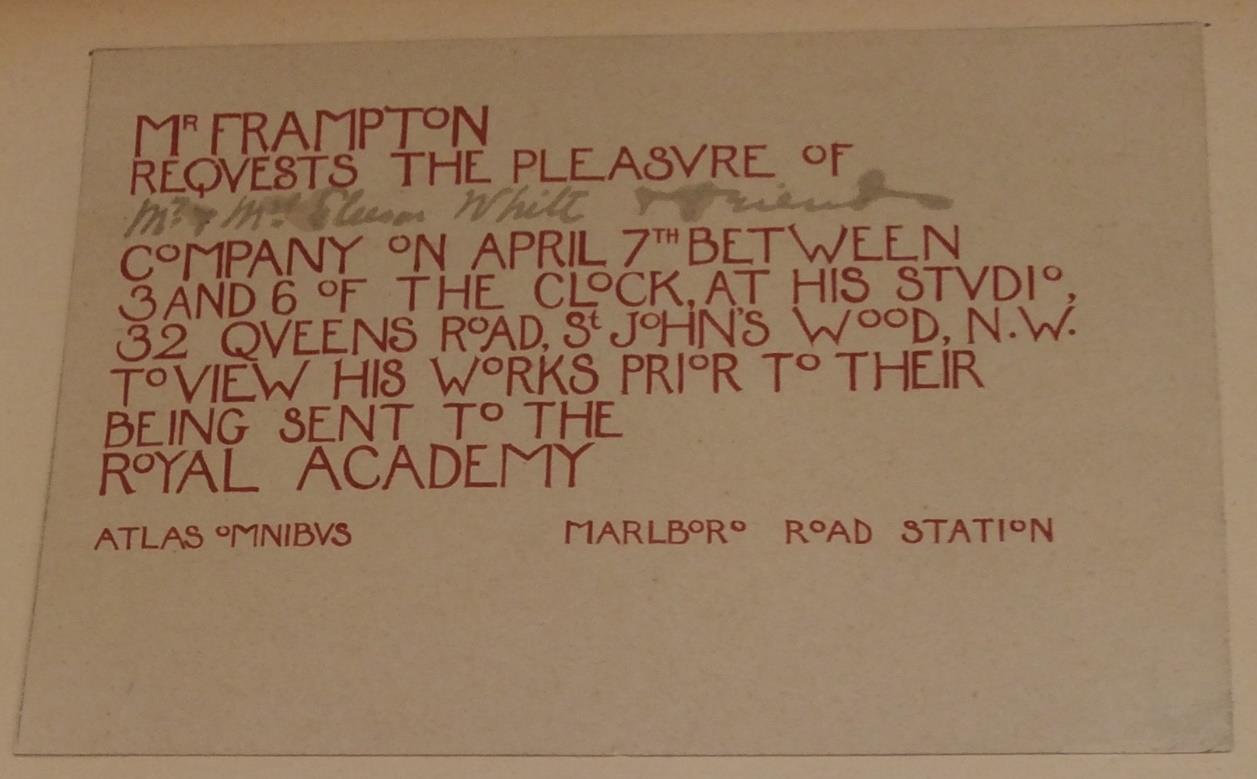 Mr FRAMPTON
REQVESTS THE PLEASVRE OF
Mr. & Mrs. Gleeson White & Friends
COMPANY ON APRIL 7TH BETWEEN
3 AND 6 OF THE CLOCK, AT HIS STVDIO,
32 QVEENS ROAD, St JOHN'S WOOD, N.W.
TO VIEW HIS WORKS PRIOR TO THEIR
BEING SENT TO THE
ROYAL ACADEMY
ATLAS OMNIBVS MARLBORO ROAD STATION